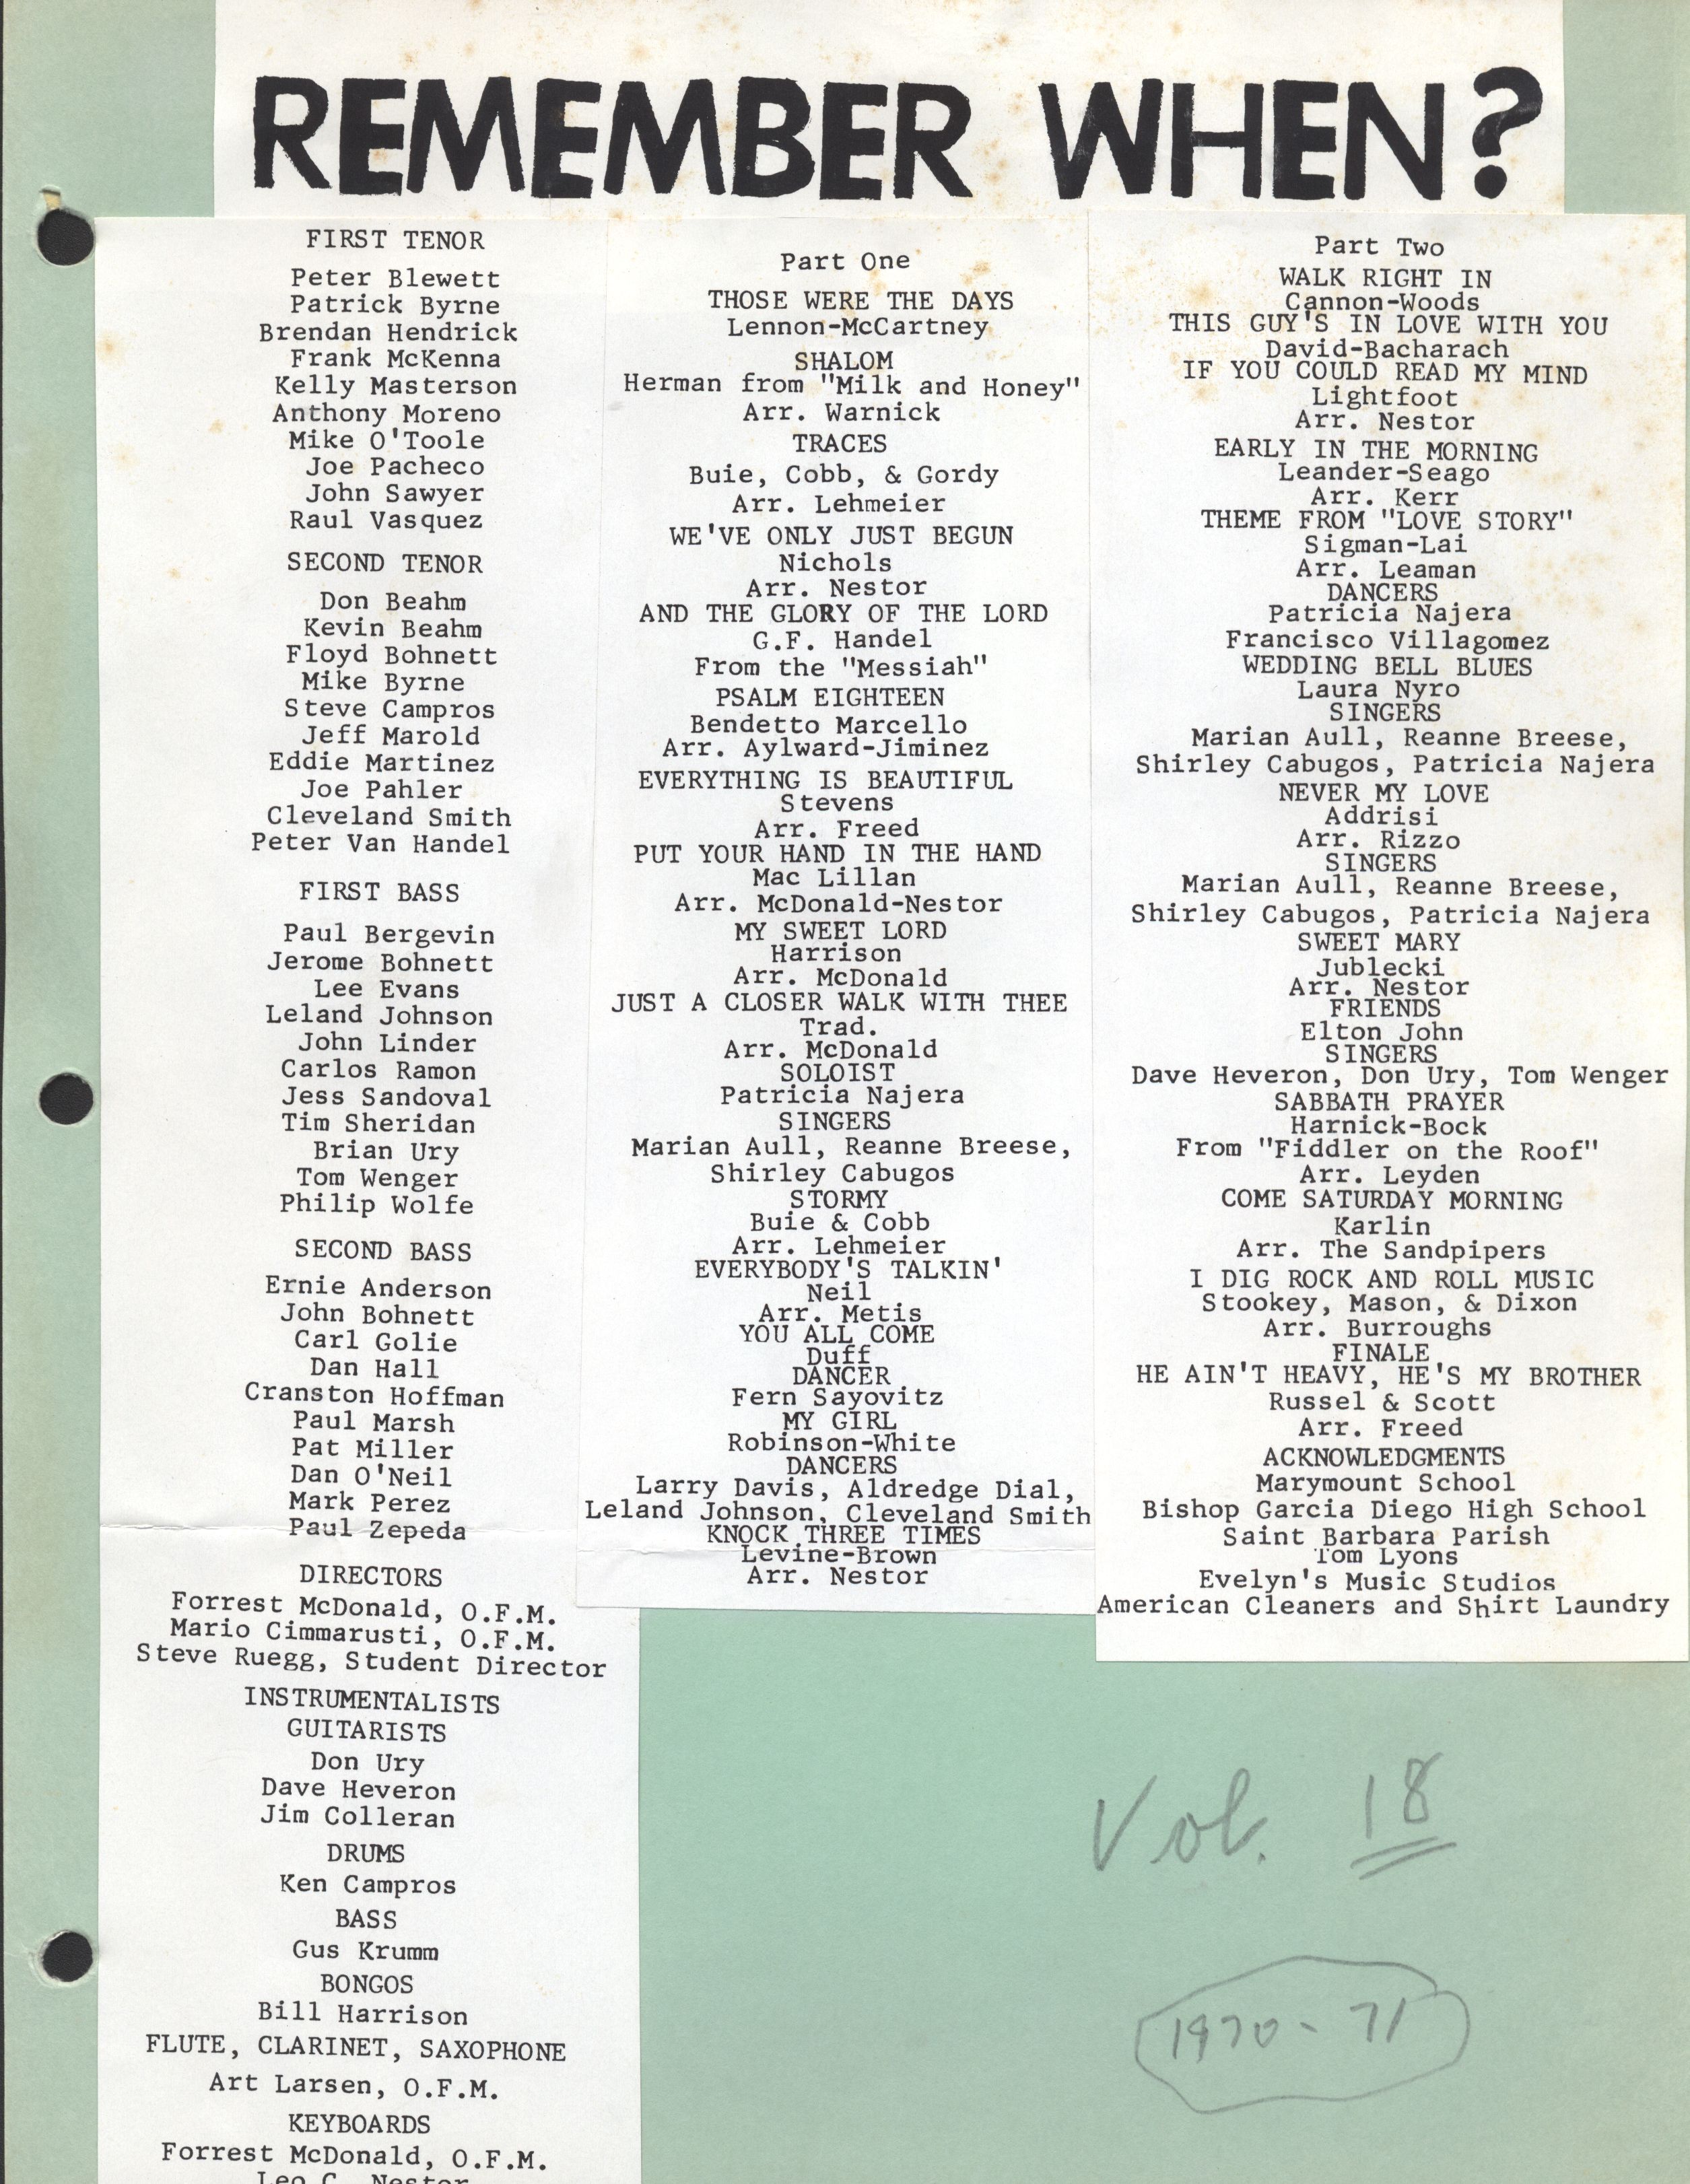 REMEMBER WHEN?
FIRST TENOR
Peter Blewett
Patrick Byrne
Brendan Hendrick
Frank McKenna
Kelly Masterson
Anthony Moreno
Mike O'Toole
Joe Pacheco
John Sawyer
Raul Vasquez
SECOND TENOR
Don Beahm
Kevin Beahm
Floyd Bohnett
Mike Byrne
Steve Campros
Jeff Marold
Eddie Martinez
Joe Pahler
Cleveland Smith
Peter Van Handel
FIRST BASS
Paul Bergevin
Jerome Bohnett
Lee Evans
Leland Johnson
John Linder
Carlos Ramon
Jess Sandoval
Tim Sheridan
Brian Ury
Tom Wenger
Philip Wolfe
SECOND BASS
Ernie Anderson
John Bohnett
Carl Golie
Dan Hall
Cranston Hoffman
Paul Marsh
Pat Miller
Dan O'Neil
Mark Perez
Paul Zepeda
DIRECTORS
Forrest McDonald, O.F.M.
Mario Cimmarusti, O.F.M.
Steve Ruegg, Student Director
INSTRUMENTALISTS
GUITARISTS
Don Ury
Dave Heveron
Jim Colleran
DRUMS
Ken Campros
BASS
Gus Krumm
BONGOS
Bill Harrison
FLUTE, CLARINET, SAXOPHONE
Art Larsen, O.F.M.
KEYBOARDS
Forrest McDonald, O.F.M.
Leo C. Nestor
Part One
THOSE WERE THE DAYS
Lennon-McCartney
SHALOM
Herman from "Milk and Honey"
Arr. Warnick
TRACES
Buie, Cobb, & Gordy
Arr. Lehmeier
WE'VE ONLY JUST BEGUN
Nichols
Arr. Nestor
AND THE GLORY OF THE LORD
G.F. Handel
From the "Messiah"
PSALM EIGHTEEN
Bendetto Marcello
Arr. Aylward-Jiminez
EVERYTHING IS BEAUTIFUL
Stevens
Arr. Freed
PUT YOUR HAND IN THE HAND
Mac Lillan
Arr. McDonald-Nestor
MY SWEET LORD
Harrison
Arr. McDonald
JUST A CLOSER WALK WITH THEE
Trad.
Arr. McDonald
SOLOIST
Patricia Najera
SINGERS
Marian Aull, Reanne Breese,
Shirley Cabugos
STORMY
Buie & Cobb
Arr. Lehmeier
EVERYBODY'S TALKIN'
Neil
Arr. Metis
YOU ALL COME
Duff
DANCER
Fern Sayovitz
MY GIRL
Robinson-White
DANCERS
Larry Davis, Aldredge Dial,
Leland Johnson, Cleveland Smith
KNOCK THREE TIMES
Levine-Brown
Arr. Nestor
Part Two
WALK RIGHT IN
Cannon-Woods
THIS GUY'S IN LOVE WITH YOU
David-Bacharach
IF YOU COULD READ MY MIND
Lightfoot
Arr. Nestor
EARLY IN THE MORNING
Leander-Seago
Arr. Kerr
THEME FROM "LOVE STORY"
Sigman-Lai
Arr. Leaman
DANCERS
Patricia Najera
Francisco Villagomez
WEDDING BELL BLUES
Laura Nyro
SINGERS
Marian Aull, Reanne Breese,
Shirley Cabugos, Patricia Najera
NEVER MY LOVE
Addrisi
Arr. Rizzo
SINGERS
Marian Aull, Reanne Breese,
Shirley Cabugos, Patricia Najera
SWEET MARY
Jublecki
Arr. Nestor
FRIENDS
Elton John
SINGERS
Dave Heveron, Don Ury, Tom Wenger
SABBATH PRAYER
Harnick-Bock
From "Fiddler on the Roof"
Arr. Leyden
COME SATURDAY MORNING
Karlin
Arr. The Sandpipers
I DIG ROCK AND ROLL MUSIC
Stookey, Mason, & Dixon
Arr. Burroughs
FINALE
HE AIN'T HEAVY, HE'S MY BROTHER
Russel & Scott
Arr. Freed
ACKNOWLEDGMENTS
Marymount School
Bishop Garcia Diego High School
Saint Barbara Parish
Tom Lyons
Evelyn's Music Studios
American Cleaners and Shirt Laundry
Vol. 18
1970-71